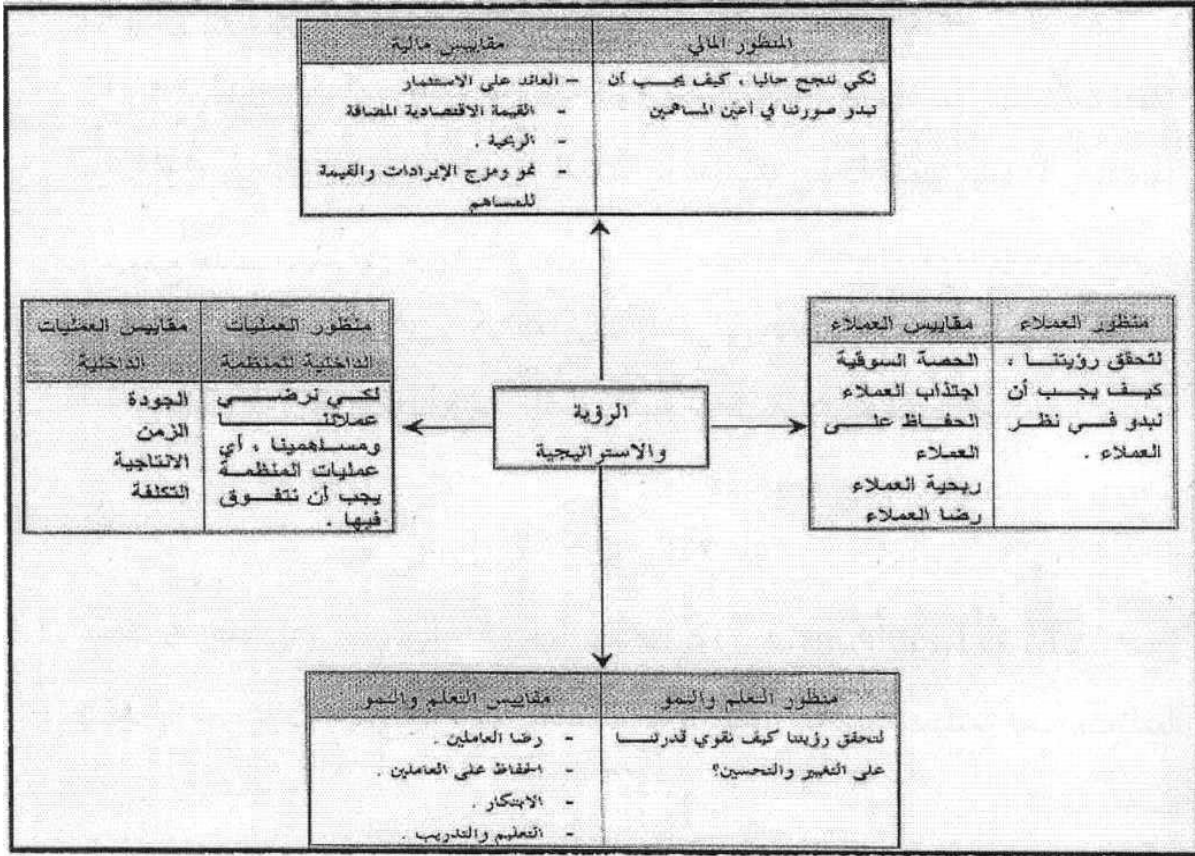 المنظور المالي
مقاييس مالية
لكي ننجح حاليا ، كيف يجب أن
تبدو صورتنا في أعين المساهمين
– العائد على الاستثمار
- القيمة الاقتصادية المضافة
- الربحية .
- نمو ومزج الإيرادات والقيمة
للمساهم
منظور العملاء
مقاييس العملاء
لتحقق رؤيتنا ،
كيف يجب أن
نبدو في نظر
العملاء .
الحصة السوقية
اجتذاب العملاء
الحفاظ على
العملاء
ربحية العملاء
رضا العملاء
الرؤية
والاستراتيجية
منظور العمليات
الداخلية للمنظمة
مقاييس العمليات
الداخلية
لكي نرضي
عملائنا
ومساهمينا ، أي
عمليات المنظمة
يجب أن نتفوق
فيها .
الجودة
الزمن
الانتاجية
التكلفة
منظور التعلم والنمو
مقاييس التعلم والنمو
لتحقق رؤيتنا كيف نقوي قدرتنا
على التغيير والتحسين؟
- رضا العاملين .
- الحفاظ على العاملين .
- الابتكار .
- التعليم والتدريب .